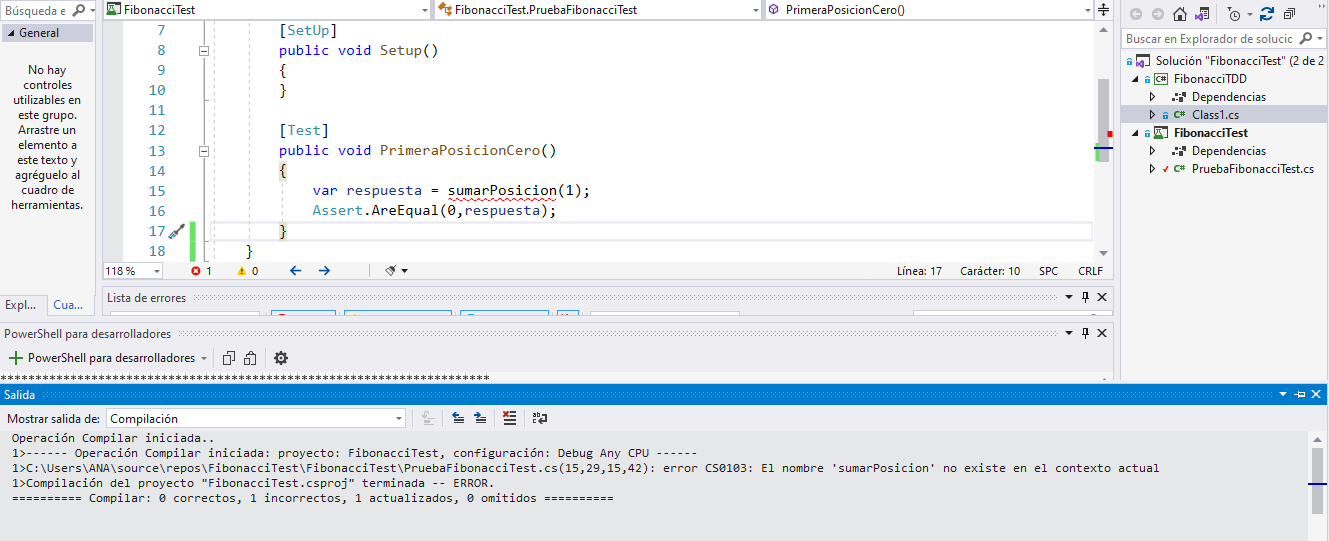 Búsqueda e
General
No hay
controles
utilizables en
este grupo.
Arrastre un
elemento a
este texto y
agréguelo al
cuadro de
herramientas.
Expl... Cua...
FibonacciTest FibonacciTest.PruebaFibonacciTest PrimeraPosicionCero()
7 [SetUp]
8 public void Setup()
9 {
10 }
11
12 [Test]
13 public void PrimeraPosicionCero()
14 {
15 var respuesta = sumarPosicion(1);
16 Assert.AreEqual(0,respuesta);
17 }
18 }
118 % 1 0 Línea: 17 Carácter: 10 SPC CRLF
Lista de errores
PowerShell para desarrolladores
PowerShell para desarrolladores
Buscar en Explorador de solucio
Solución "FibonacciTest" (2 de 2
FibonacciTDD
Dependencias
C# Class1.cs
FibonacciTest
Dependencias
C# PruebaFibonacciTest.cs
Salida
Mostrar salida de: Compilación
Operación Compilar iniciada..
1>------ Operación Compilar iniciada: proyecto: FibonacciTest, configuración: Debug Any CPU ------
1>C:\Users\ANA\source\repos\FibonacciTest\FibonacciTest\PruebaFibonacciTest.cs(15,29,15,42): error CS0103: El nombre 'sumarPosicion' no existe en el contexto actual
1>Compilación del proyecto "FibonacciTest.csproj" terminada -- ERROR.
========== Compilar: 0 correctos, 1 incorrectos, 1 actualizados, 0 omitidos ==========